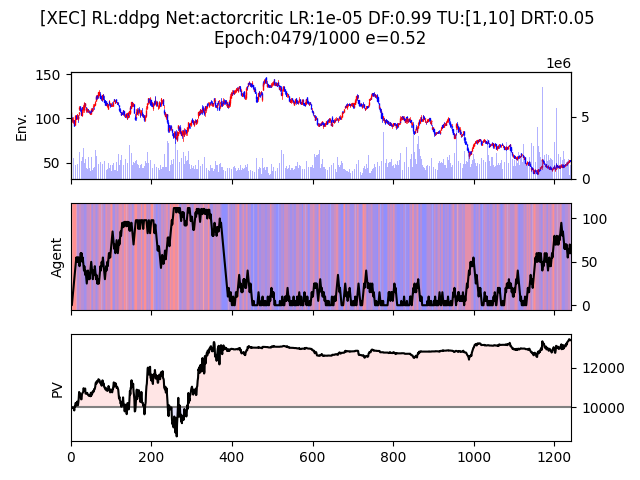 [XEC] RL:ddpg Net:actorcritic LR:1e-05 DF:0.99 TU:[1,10] DRT:0.05
Epoch:0479/1000 e=0.52
1e6
150
100
50
Env.
5
0
Agent
100
50
0
PV
12000
10000
0
200
400
600
800
1000
1200